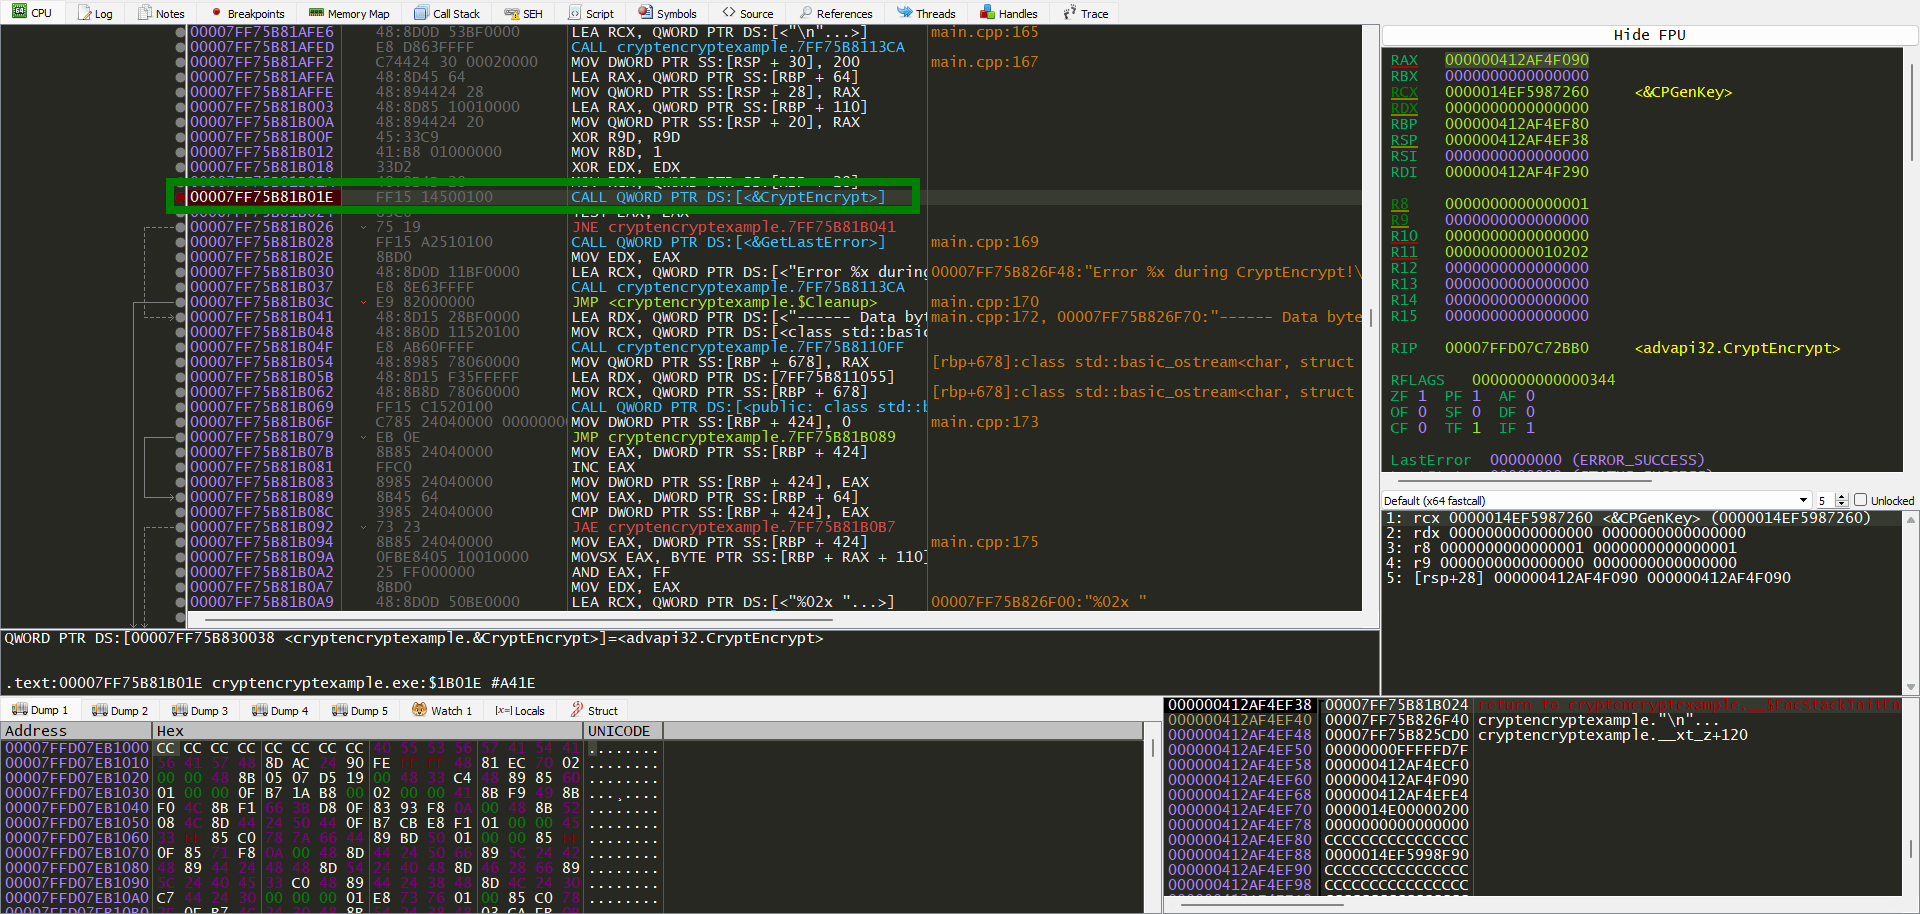 CPU Log Notes Breakpoints Memory Map Call Stack SEH Script Symbols Source References Threads Handles Trace
00007FF75B81AFE6 48:8D0D 53BF0000 LEA RCX, QWORD PTR DS:[<"\n"...>] main.cpp:165
00007FF75B81AFED E8 D863FFFF CALL cryptencryptexample.7FF75B8113CA
00007FF75B81AFF2 C74424 30 00020000 MOV DWORD PTR SS:[RSP + 30], 200 main.cpp:167
00007FF75B81AFFA 48:8D45 64 LEA RAX, QWORD PTR SS:[RBP + 64]
00007FF75B81AFFE 48:894424 28 MOV QWORD PTR SS:[RSP + 28], RAX
00007FF75B81B003 48:8D85 10010000 LEA RAX, QWORD PTR SS:[RBP + 110]
00007FF75B81B00A 48:894424 20 MOV QWORD PTR SS:[RSP + 20], RAX
00007FF75B81B00F 45:33C9 XOR R9D, R9D
00007FF75B81B012 41:B8 01000000 MOV R8D, 1
00007FF75B81B018 33D2 XOR EDX, EDX
00007FF75B81B01E FF15 14500100 CALL QWORD PTR DS:[<&CryptEncrypt>]
00007FF75B81B026 75 19 JNE cryptencryptexample.7FF75B81B041
00007FF75B81B028 FF15 A2510100 CALL QWORD PTR DS:[<&GetLastError>] main.cpp:169
00007FF75B81B02E 8BD0 MOV EDX, EAX
00007FF75B81B030 48:8D0D 11BF0000 LEA RCX, QWORD PTR DS:[<"Error %x during 00007FF75B826F48:"Error %x during CryptEncrypt!\
00007FF75B81B037 E8 8E63FFFF CALL cryptencryptexample.7FF75B8113CA
00007FF75B81B03C E9 82000000 JMP <cryptencryptexample.$Cleanup> main.cpp:170
00007FF75B81B041 48:8D15 28BF0000 LEA RDX, QWORD PTR DS:[<"------ Data byt main.cpp:172, 00007FF75B826F70:"------ Data byte
00007FF75B81B048 48:8B0D 11520100 MOV RCX, QWORD PTR DS:[<class std::basic
00007FF75B81B04F E8 AB60FFFF CALL cryptencryptexample.7FF75B8110FF
00007FF75B81B054 48:8985 78060000 MOV QWORD PTR SS:[RBP + 678], RAX [rbp+678]:class std::basic_ostream<char, struct
00007FF75B81B05B 48:8D15 F35FFFFF LEA RDX, QWORD PTR DS:[7FF75B811055]
00007FF75B81B062 48:8B8D 78060000 MOV RCX, QWORD PTR SS:[RBP + 678] [rbp+678]:class std::basic_ostream<char, struct
00007FF75B81B069 FF15 C1520100 CALL QWORD PTR DS:[<public: class std::b
00007FF75B81B06F C785 24040000 00000000 MOV DWORD PTR SS:[RBP + 424], 0 main.cpp:173
00007FF75B81B079 EB 0E JMP cryptencryptexample.7FF75B81B089
00007FF75B81B07B 8B85 24040000 MOV EAX, DWORD PTR SS:[RBP + 424]
00007FF75B81B081 FFC0 INC EAX
00007FF75B81B083 8985 24040000 MOV DWORD PTR SS:[RBP + 424], EAX
00007FF75B81B089 8B45 64 MOV EAX, DWORD PTR SS:[RBP + 64]
00007FF75B81B08C 3985 24040000 CMP DWORD PTR SS:[RBP + 424], EAX
00007FF75B81B092 73 23 JAE cryptencryptexample.7FF75B81B0B7
00007FF75B81B094 8B85 24040000 MOV EAX, DWORD PTR SS:[RBP + 424] main.cpp:175
00007FF75B81B09A 0FBE8405 10010000 MOVSX EAX, BYTE PTR SS:[RBP + RAX + 110]
00007FF75B81B0A2 25 FF000000 AND EAX, FF
00007FF75B81B0A7 8BD0 MOV EDX, EAX
00007FF75B81B0A9 48:8D0D 50BE0000 LEA RCX, QWORD PTR DS:[<"%02x "...>] 00007FF75B826F00:"%02x "
QWORD PTR DS:[00007FF75B830038 <cryptencryptexample.&CryptEncrypt>]=<advapi32.CryptEncrypt>
.text:00007FF75B81B01E cryptencryptexample.exe:$1B01E #A41E
Hide FPU
RAX 000000412AF4F090
RBX 0000000000000000
RCX 0000014EF5987260 <&CPGenKey>
RDX 0000000000000000
RBP 000000412AF4EF80
RSP 000000412AF4EF38
RSI 0000000000000000
RDI 000000412AF4F290
R8 0000000000000001
R9 0000000000000000
R10 0000000000000000
R11 0000000000010202
R12 0000000000000000
R13 0000000000000000
R14 0000000000000000
R15 0000000000000000
RIP 00007FFD07C72BB0 <advapi32.CryptEncrypt>
RFLAGS 0000000000000344
ZF 1 PF 1 AF 0
OF 0 SF 0 DF 0
CF 0 TF 1 IF 1
LastError 00000000 (ERROR_SUCCESS)
Default (x64 fastcall) 5 Unlocked
1: rcx 0000014EF5987260 <&CPGenKey> (0000014EF5987260)
2: rdx 0000000000000000 0000000000000000
3: r8 0000000000000001 0000000000000001
4: r9 0000000000000000 0000000000000000
5: [rsp+28] 000000412AF4F090 000000412AF4F090
Dump 1 Dump 2 Dump 3 Dump 4 Dump 5 Watch 1 Locals Struct
Address Hex UNICODE
00007FFD07EB1000 CC CC CC CC CC CC CC CC 40 55 53 56 57 41 54 41 ........
00007FFD07EB1010 56 41 57 48 8D AC 24 90 FE FF FF 48 81 EC 70 02 ........
00007FFD07EB1020 00 00 48 8B 05 07 D5 19 00 48 33 C4 48 89 85 60 ........
00007FFD07EB1030 01 00 00 0F B7 1A B8 00 02 00 00 41 8B F9 49 8B
00007FFD07EB1040 F0 4C 8B F1 66 3B D8 0F 83 93 F8 0A 00 48 8B 52 ........
00007FFD07EB1050 08 4C 8D 44 24 50 44 0F B7 CB E8 F1 01 00 00 45 ........
00007FFD07EB1060 33 FF 85 C0 78 7A 66 44 89 BD 50 01 00 00 85 FF ........
00007FFD07EB1070 0F 85 71 F8 0A 00 48 8D 44 24 50 66 89 5C 24 42 ........
00007FFD07EB1080 48 89 44 24 48 48 8D 54 24 40 48 8D 46 28 66 89 ........
00007FFD07EB1090 5C 24 40 45 33 C0 48 89 44 24 38 48 8D 4C 24 30 ........
00007FFD07EB10A0 C7 44 24 30 00 00 00 01 E8 73 76 01 00 85 C0 78 ........
000000412AF4EF38 00007FF75B81B024
000000412AF4EF40 00007FF75B826F40 cryptencryptexample."\n"...
000000412AF4EF48 00007FF75B825CD0 cryptencryptexample.__xt_z+120
000000412AF4EF50 00000000FFFFFD7F
000000412AF4EF58 000000412AF4ECF0
000000412AF4EF60 000000412AF4F090
000000412AF4EF68 000000412AF4EFE4
000000412AF4EF70 0000014E00000200
000000412AF4EF78 0000000000000000
000000412AF4EF80 CCCCCCCCCCCCCCCC
000000412AF4EF88 0000014EF5998F90
000000412AF4EF90 CCCCCCCCCCCCCCCC
000000412AF4EF98 CCCCCCCCCCCCCCCC